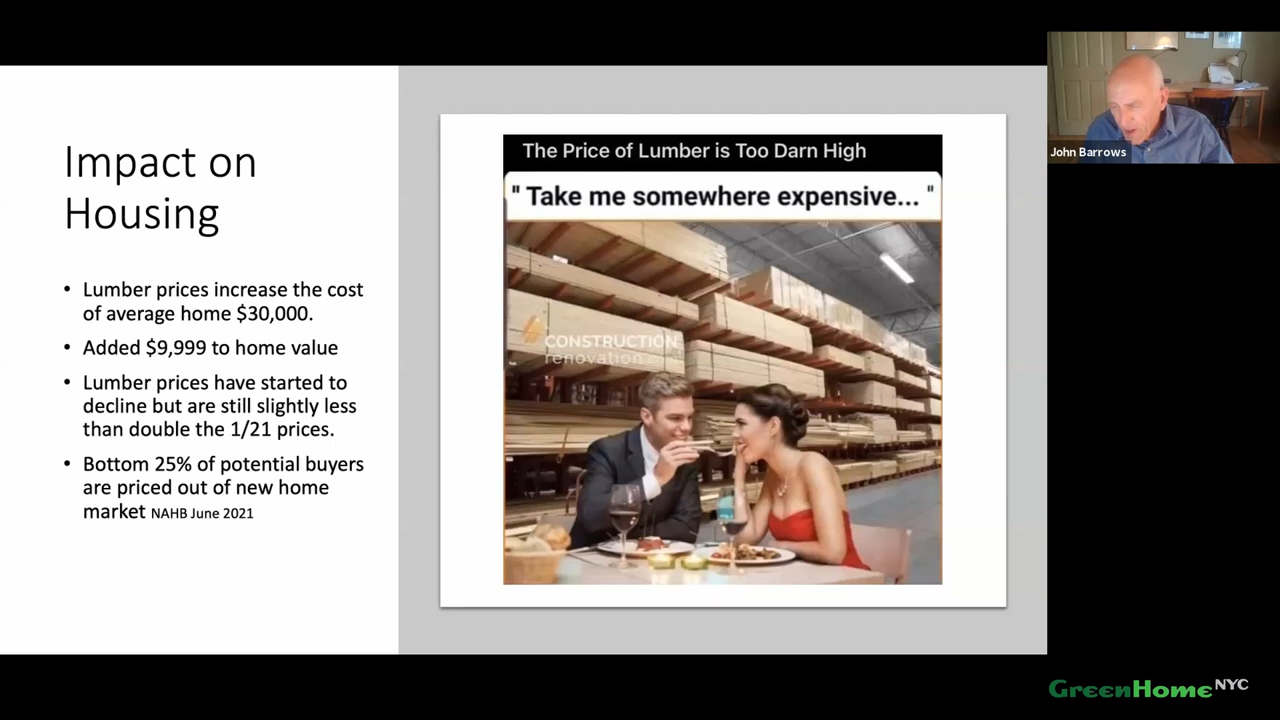 Impact on
Housing
• Lumber prices increase the cost
of average home $30,000.
• Added $9,999 to home value
• Lumber prices have started to
decline but are still slightly less
than double the 1/21 prices.
• Bottom 25% of potential buyers
are priced out of new home
market NAHB June 2021
The Price of Lumber is Too Darn High
" Take me somewhere expensive... "
CONSTRUCTION
renovation
John Barrows
GreenHomeNYC